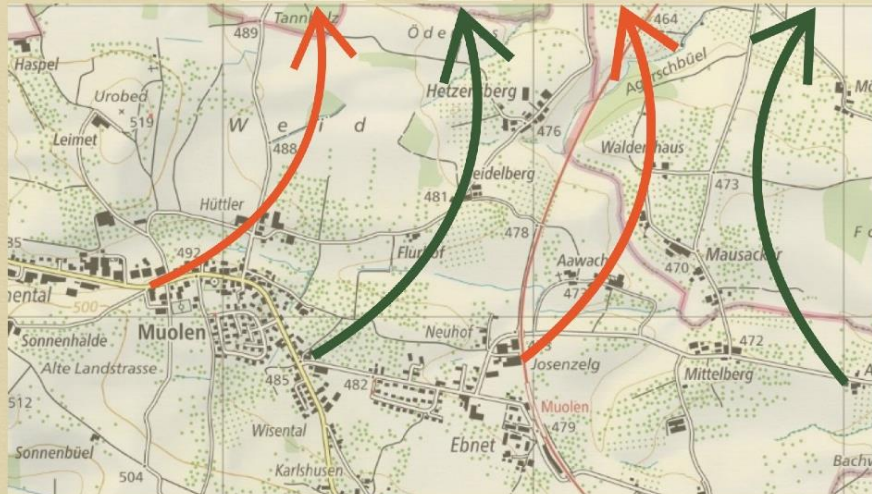 Tannholz
464
489
Haspel
Hetzensberg
Agerschbüel
Urobed
519
476
Leimet
W e i d
488
Waldenhaus
Heidelberg
473
481
Hüttler
478
492
Flurhof
Aawach
470
Mausacker
500
Muolen
Neuhof
472
Sonnenhalde
Josenzelg
Alte Landstrasse
485
482
Mittelberg
512
Muolen
Wisental
479
Ebnet
Sonnenbüel
504
Karlshusen